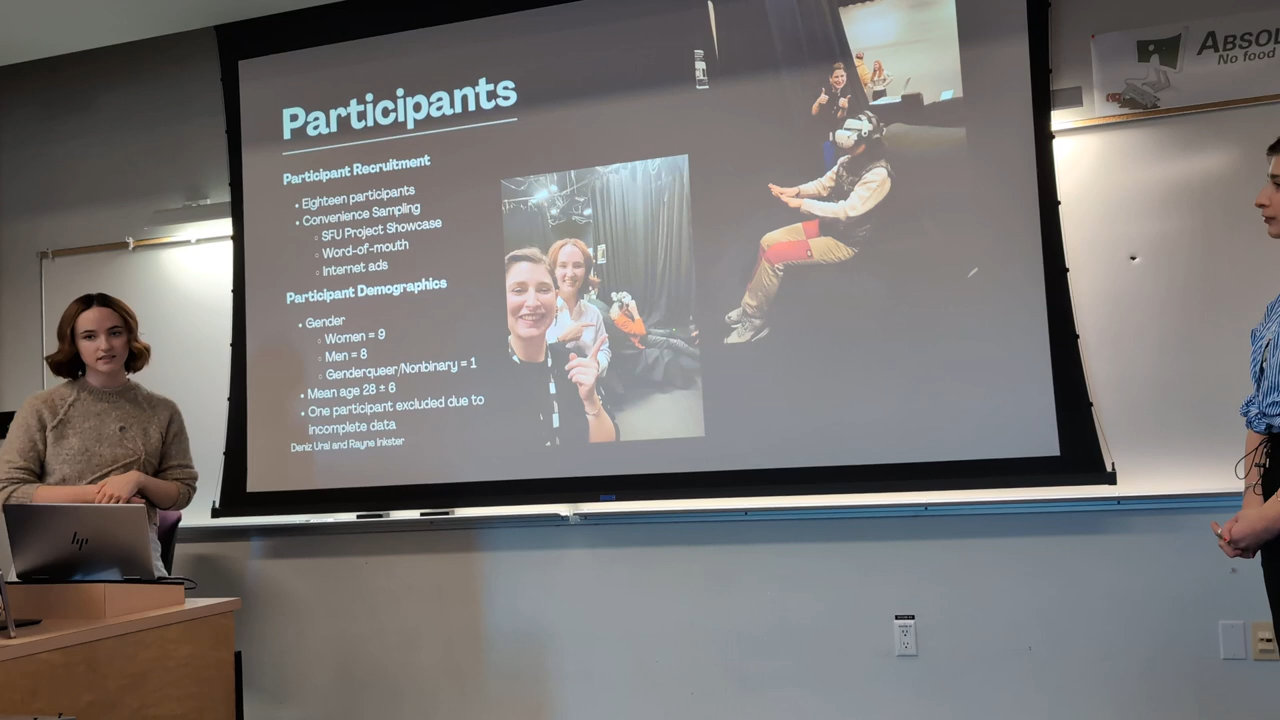 Participants
Participant Recruitment
• Eighteen participants
• Convenience Sampling
◦ SFU Project Showcase
◦ Word-of-mouth
◦ Internet ads
Participant Demographics
• Gender
◦ Women = 9
◦ Men = 8
◦ Genderqueer/Nonbinary = 1
• Mean age 28 ± 6
• One participant excluded due to
incomplete data
Deniz Ural and Rayne Inkster
ABSOL
No food
hp